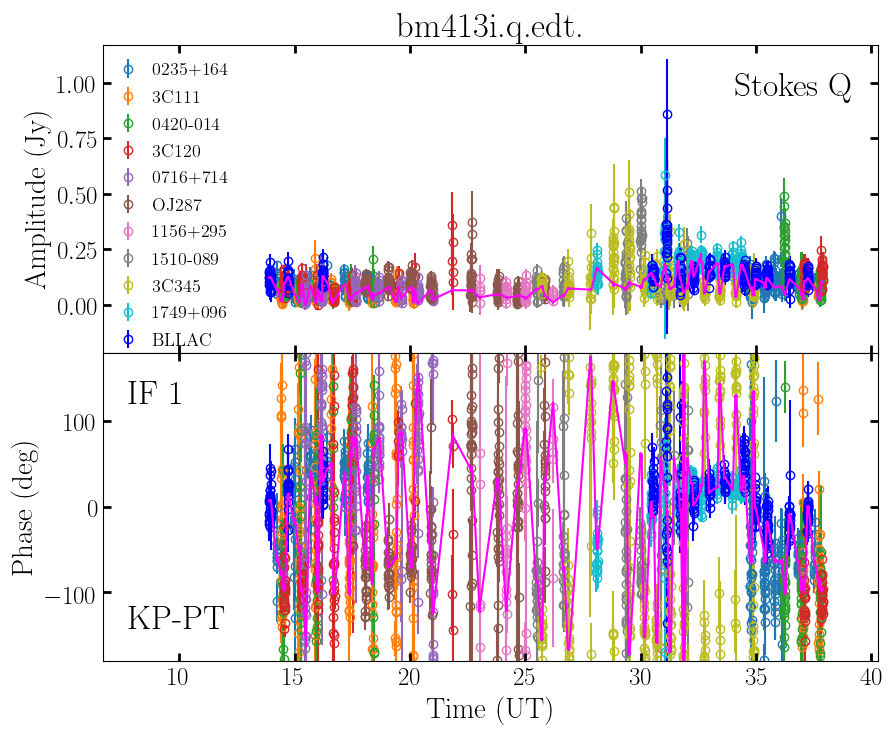 bm413i.q.edt.
Stokes Q
Amplitude (Jy)
1.00
0.75
0.50
0.25
0.00
0235+164
3C111
0420-014
3C120
0716+714
OJ287
1156+295
1510-089
3C345
1749+096
BLLAC
IF 1
Phase (deg)
100
0
−100
KP-PT
10 15 20 25 30 35 40
Time (UT)